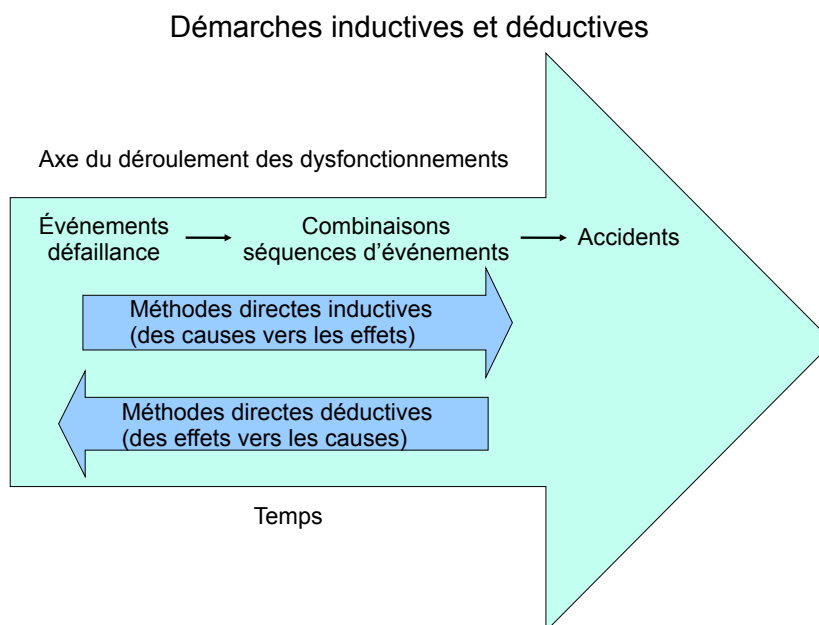 Démarches inductives et déductives
Axe du déroulement des dysfonctionnements
Événements
défaillance
Combinaisons
séquences d’événements
Accidents
Méthodes directes inductives
(des causes vers les effets)
Méthodes directes déductives
(des effets vers les causes)
Temps